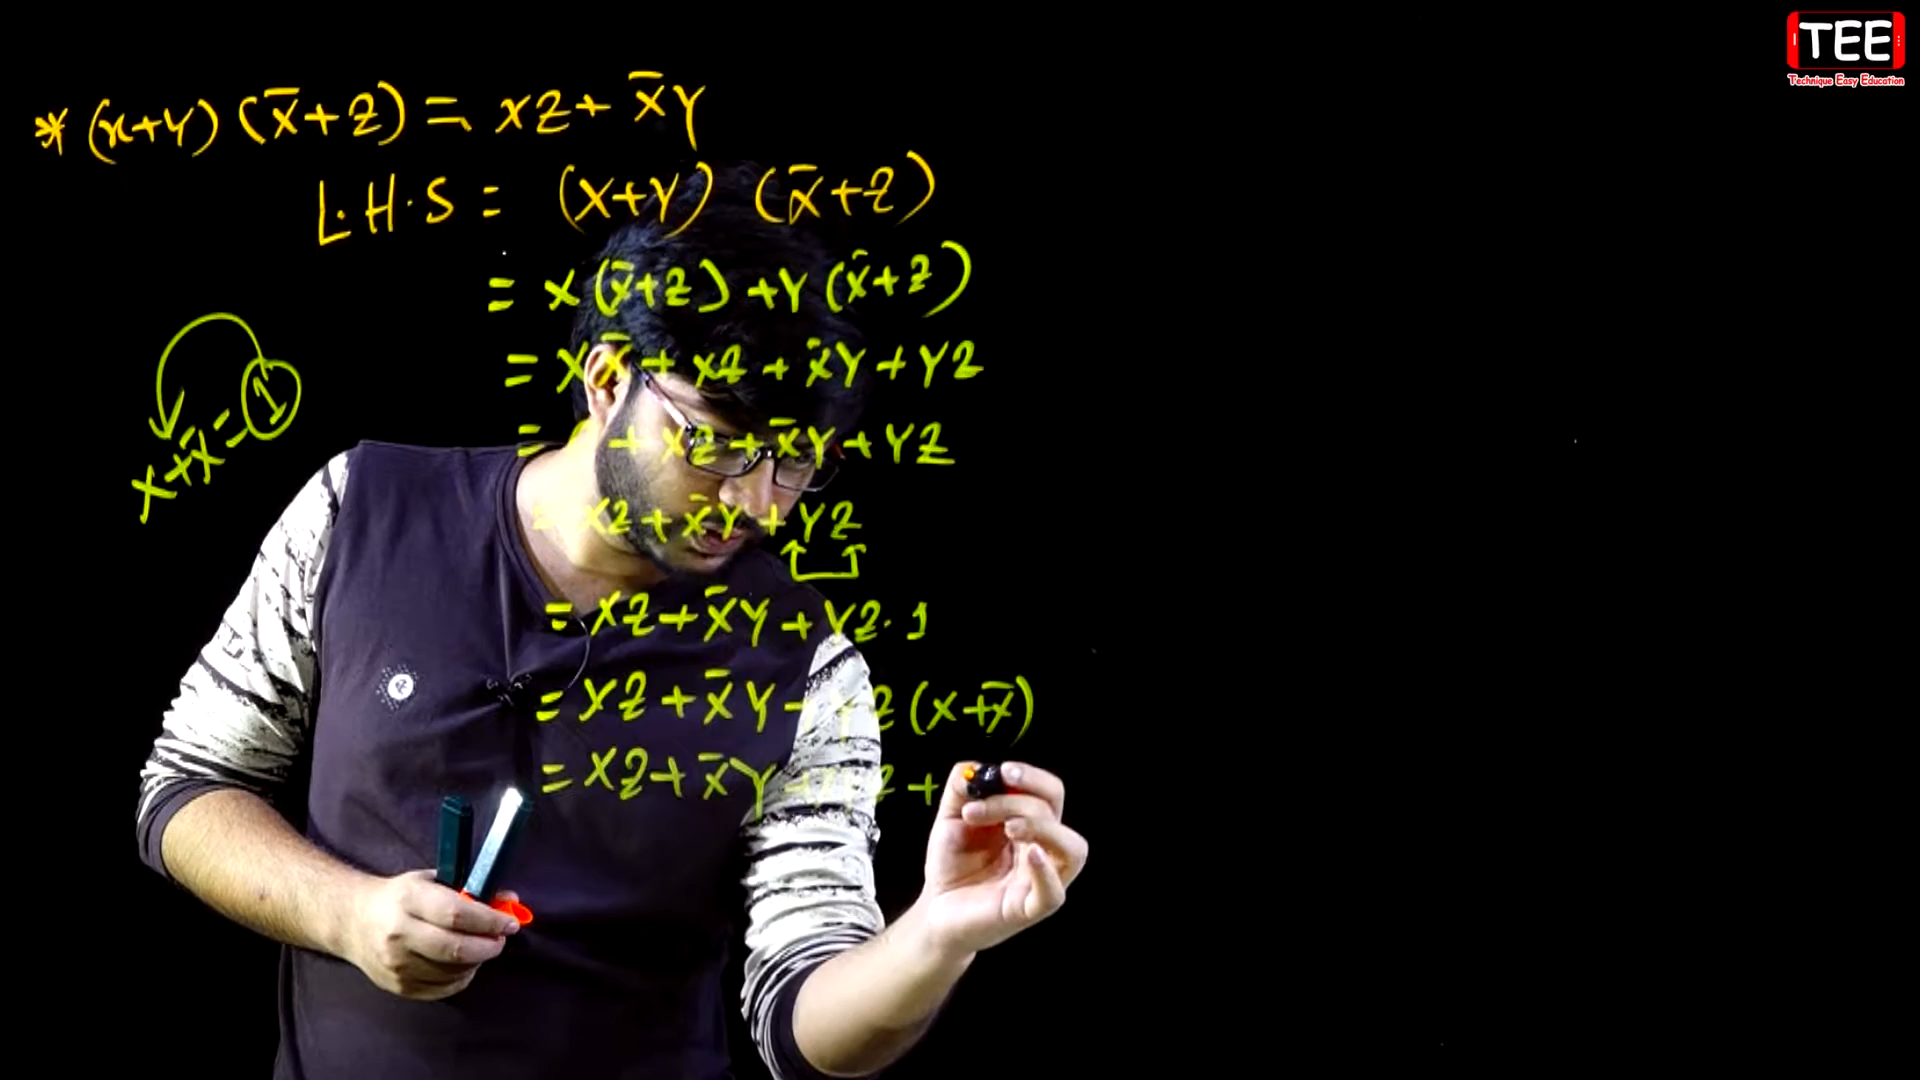 TEE
Technique Easy Education
* (x+y) (x̄+z) = xz + x̄y
L.H.S = (x+y) (x̄+z)
= x(x̄+z) + y(x̄+z)
= xx̄ + xz + x̄y + yz
= + xz + x̄y + yz
x+x̄=1
= xz + x̄y + yz
= xz + x̄y + yz.1
= xz + x̄y + z(x+x̄)
= xz + x̄y + z +